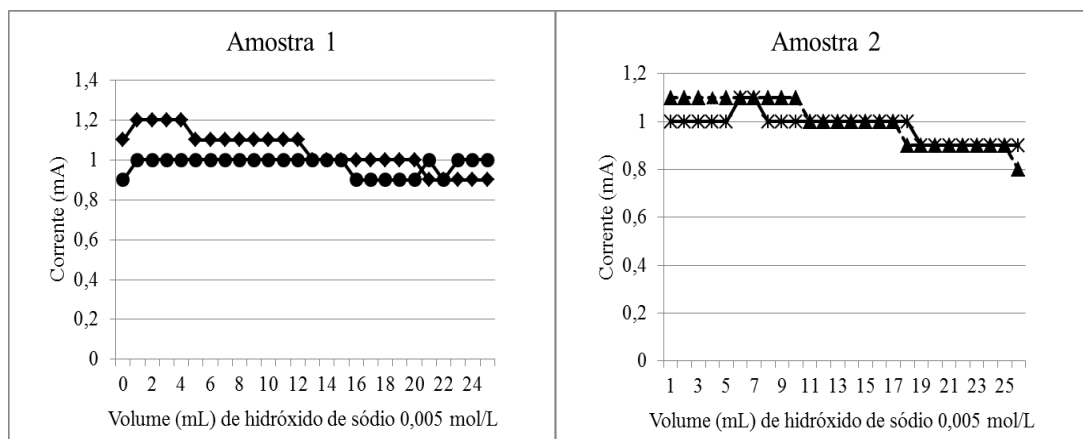 Amostra 1
Corrente (mA)
1,4
1,2
1
0,8
0,6
0,4
0,2
0
0 2 4 6 8 10 12 14 16 18 20 22 24
Volume (mL) de hidróxido de sódio 0,005 mol/L
Amostra 2
Corrente (mA)
1,2
1
0,8
0,6
0,4
0,2
0
1 3 5 7 9 11 13 15 17 19 21 23 25
Volume (mL) de hidróxido de sódio 0,005 mol/L